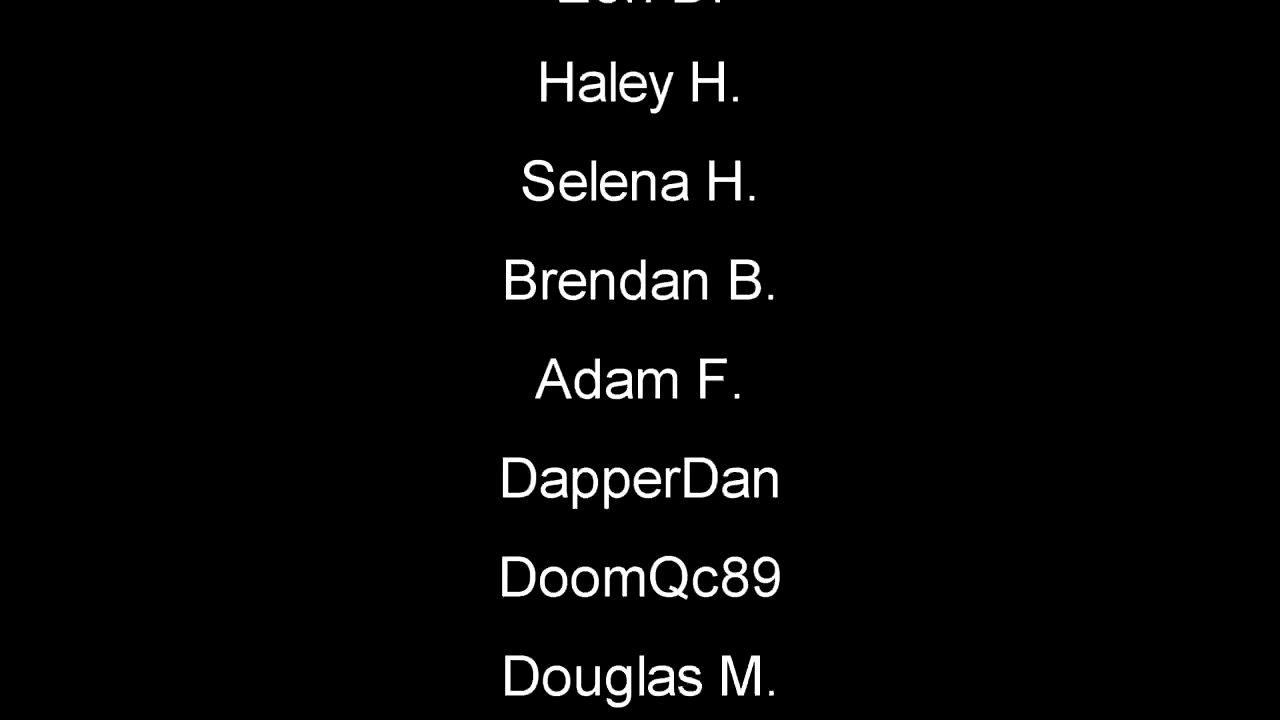 Haley H.
Selena H.
Brendan B.
Adam F.
DapperDan
DoomQc89
Douglas M.